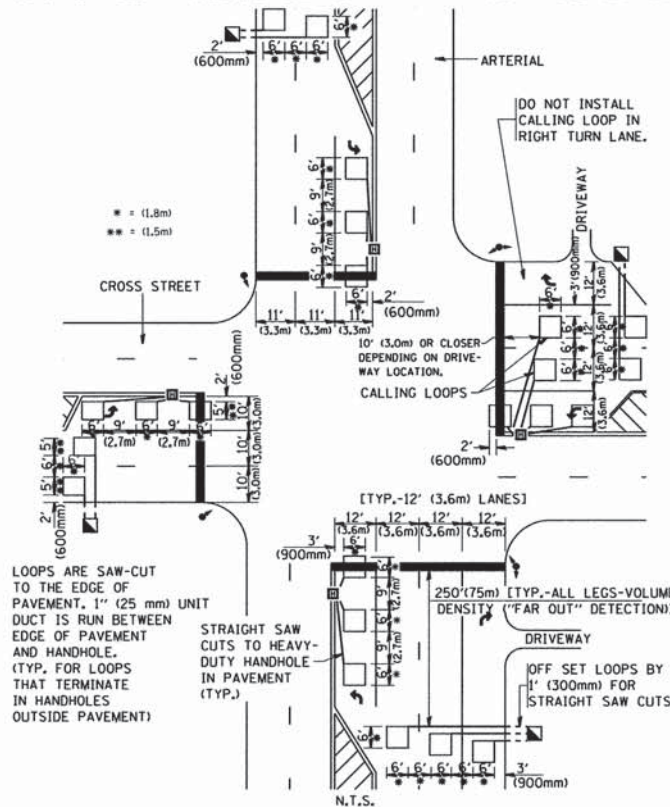 2'
(600mm)
6' 6' 6'
* * *
6'
*
ARTERIAL
DO NOT INSTALL
CALLING LOOP IN
RIGHT TURN LANE.
DRIVEWAY
* = (1.8m)
** = (1.5m)
CROSS STREET
6'
*
9'
(2.7m)
6'
*
9'
(2.7m)
6'
*
6'
*
2'
(600mm)
11' 11' 11'
(3.3m) (3.3m) (3.3m)
3'(900mm)
12'
(3.6m)
12'
(3.6m)
12'
(3.6m)
12'
(3.6m)
6'
6'
6'
10' (3.0m) OR CLOSER
DEPENDING ON DRIVE-
WAY LOCATION.
CALLING LOOPS
2'
(600mm)
2'
(600mm)
6' 9' 6' 9' 6'
* (2.7m) * (2.7m) *
5'
**
10'
(3.0m)
10'
(3.0m)
10'
(3.0m)
5'
**
6'
*
5'
**
6'
*
2'
(600mm)
[TYP.-12' (3.6m) LANES]
12' 12' 12' 12'
(3.6m) (3.6m) (3.6m) (3.6m)
3'
(900mm)
6'
*
6'
*
9'
(2.7m)
6'
*
9'
(2.7m)
6'
*
LOOPS ARE SAW-CUT
TO THE EDGE OF
PAVEMENT. 1" (25 mm) UNIT
DUCT IS RUN BETWEEN
EDGE OF PAVEMENT
AND HANDHOLE.
(TYP. FOR LOOPS
THAT TERMINATE
IN HANDHOLES
OUTSIDE PAVEMENT)
STRAIGHT SAW
CUTS TO HEAVY-
DUTY HANDHOLE
IN PAVEMENT
(TYP.)
250'(75m) [TYP.-ALL LEGS-VOLUME
DENSITY ("FAR OUT" DETECTION)
DRIVEWAY
OFF SET LOOPS BY
1' (300mm) FOR
STRAIGHT SAW CUTS
6'
*
6' 6' 6' 6' 6'
* * * * *
3'
(900mm)
N.T.S.